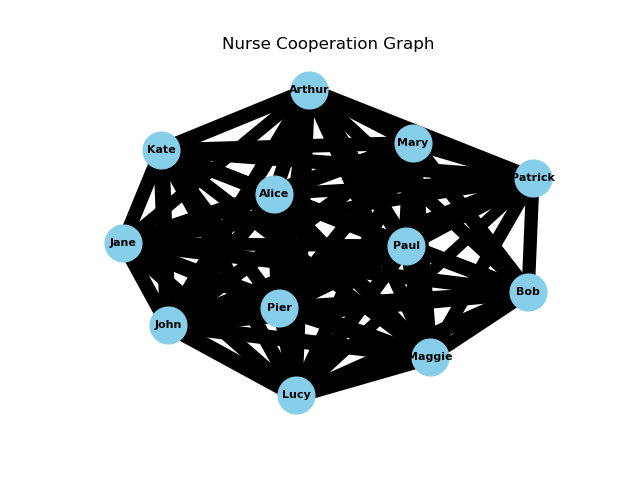 Nurse Cooperation Graph
Arthur
Mary
Kate
Patrick
Alice
Jane
Paul
Bob
Pier
John
Maggie
Lucy